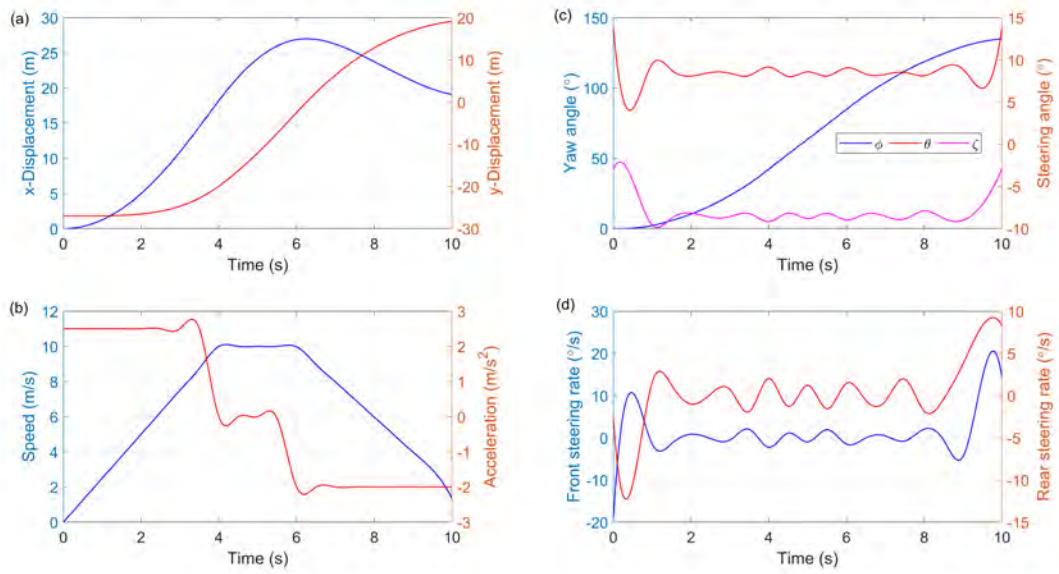 (a)
30
25
20
15
10
5
0
x-Displacement (m)
20
10
0
-10
-20
-30
y-Displacement (m)
0 2 4 6 8 10
Time (s)
(c)
150
100
50
0
Yaw angle (°)
15
10
5
0
-5
-10
Steering angle (°)
ϕ θ ζ
0 2 4 6 8 10
Time (s)
(b)
12
10
8
6
4
2
0
Speed (m/s)
3
2
1
0
-1
-2
-3
Acceleration (m/s²)
0 2 4 6 8 10
Time (s)
(d)
30
20
10
0
-10
-20
Front steering rate (°/s)
10
5
0
-5
-10
-15
Rear steering rate (°/s)
0 2 4 6 8 10
Time (s)